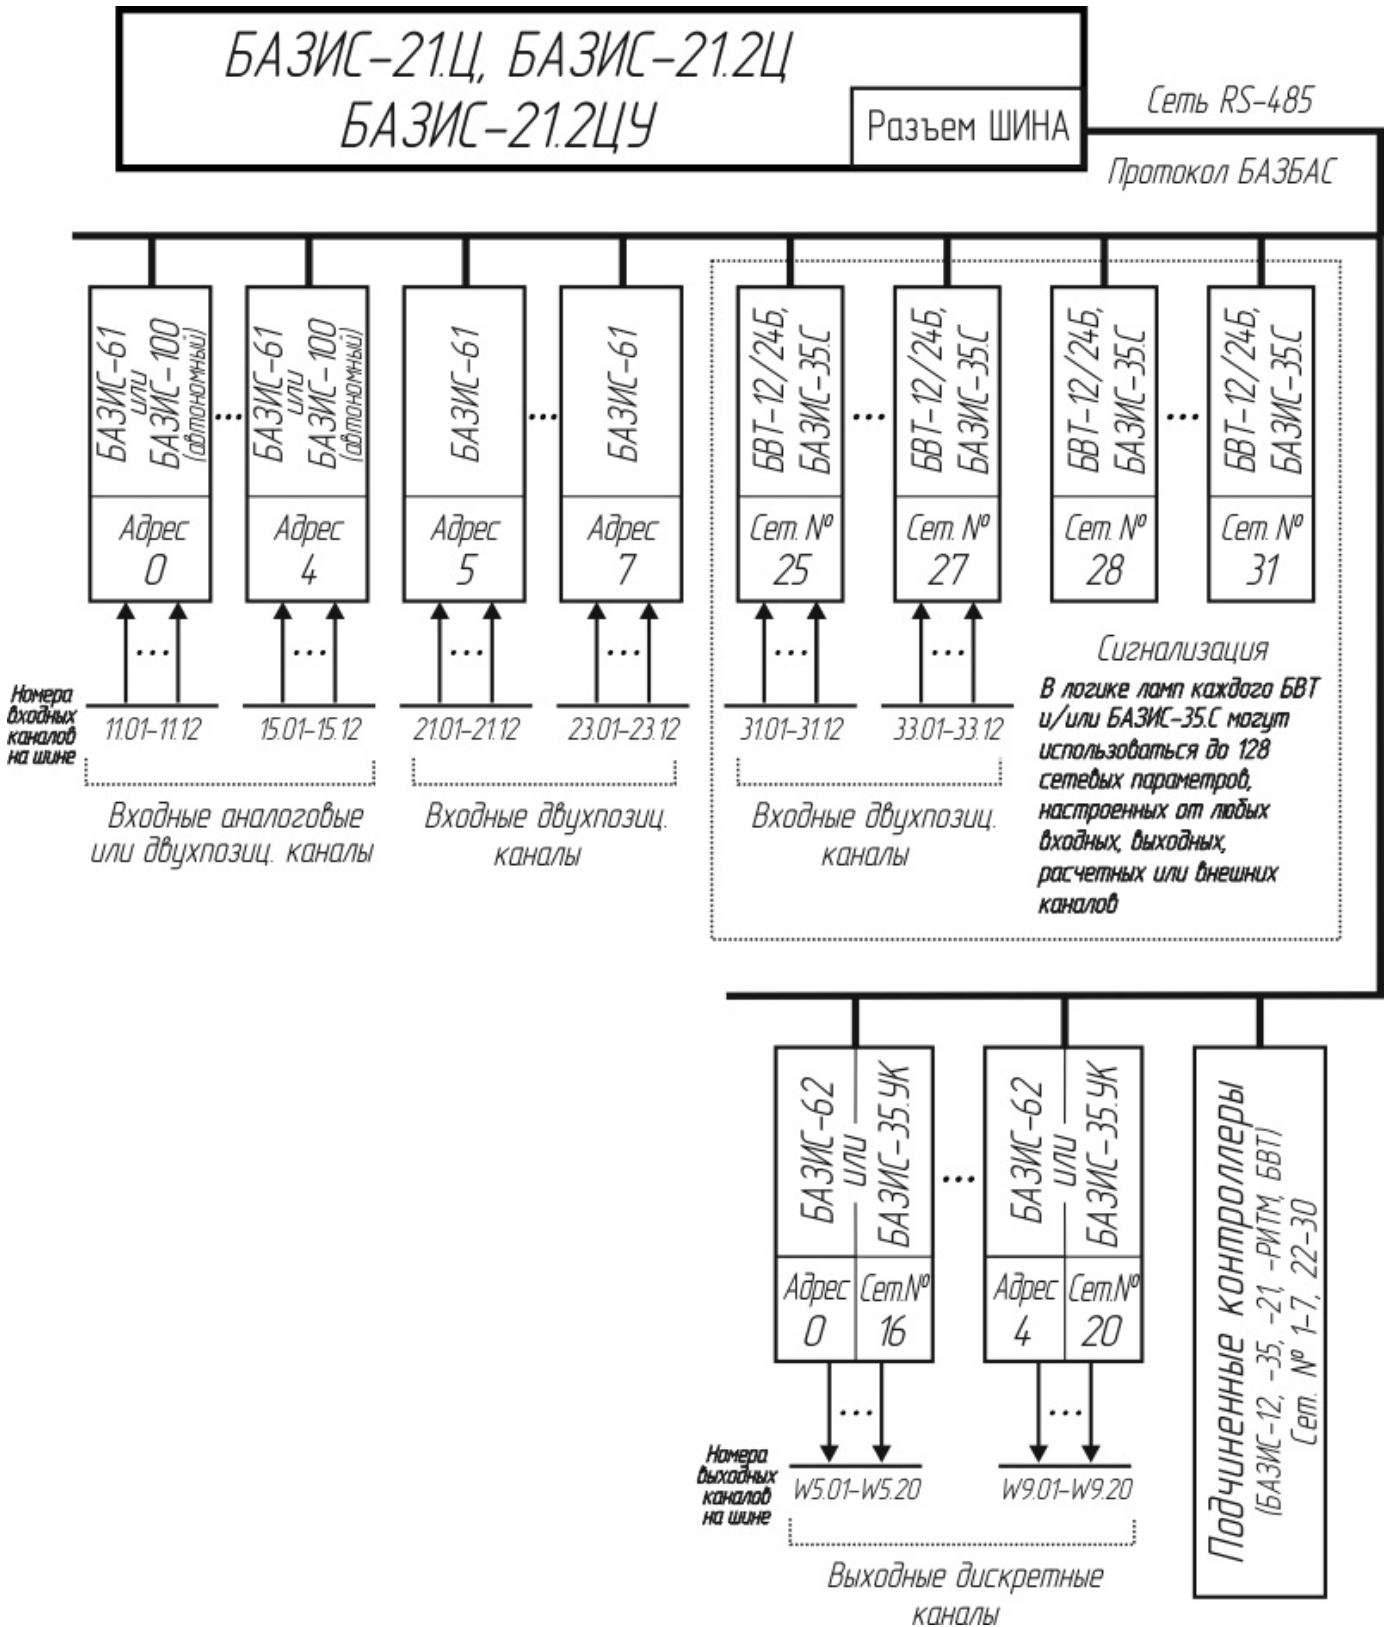 БАЗИС-21.Ц, БАЗИС-21.2Ц
БАЗИС-21.2ЦУ
Разъем ШИНА
Сеть RS-485
Протокол БАЗБАС
БАЗИС-61
или
БАЗИС-100
(автономный)
Адрес
0
...
БАЗИС-61
или
БАЗИС-100
(автономный)
Адрес
4
БАЗИС-61
Адрес
5
...
БАЗИС-61
Адрес
7
БВТ-12/24Б,
БАЗИС-35.С
Сет. №
25
...
БВТ-12/24Б,
БАЗИС-35.С
Сет. №
27
БВТ-12/24Б,
БАЗИС-35.С
Сет. №
28
...
БВТ-12/24Б,
БАЗИС-35.С
Сет. №
31
... ... ... ... ... ...
Номера
входных
каналов
на шине
11.01-11.12
15.01-15.12
21.01-21.12
23.01-23.12
31.01-31.12
33.01-33.12
Входные аналоговые
или двухпозиц. каналы
Входные двухпозиц.
каналы
Входные двухпозиц.
каналы
Сигнализация
В логике ламп каждого БВТ
и/или БАЗИС-35.С могут
использоваться до 128
сетевых параметров,
настроенных от любых
входных, выходных,
расчетных или внешних
каналов
БАЗИС-62
или
БАЗИС-35.УК
Адрес
0
Сет.№
16
...
БАЗИС-62
или
БАЗИС-35.УК
Адрес
4
Сет.№
20
Подчиненные контроллеры
(БАЗИС-12, -35, -21, -РИТМ, БВТ)
Сет. № 1-7, 22-30
... ...
Номера
выходных
каналов
на шине
W5.01-W5.20
W9.01-W9.20
Выходные дискретные
каналы